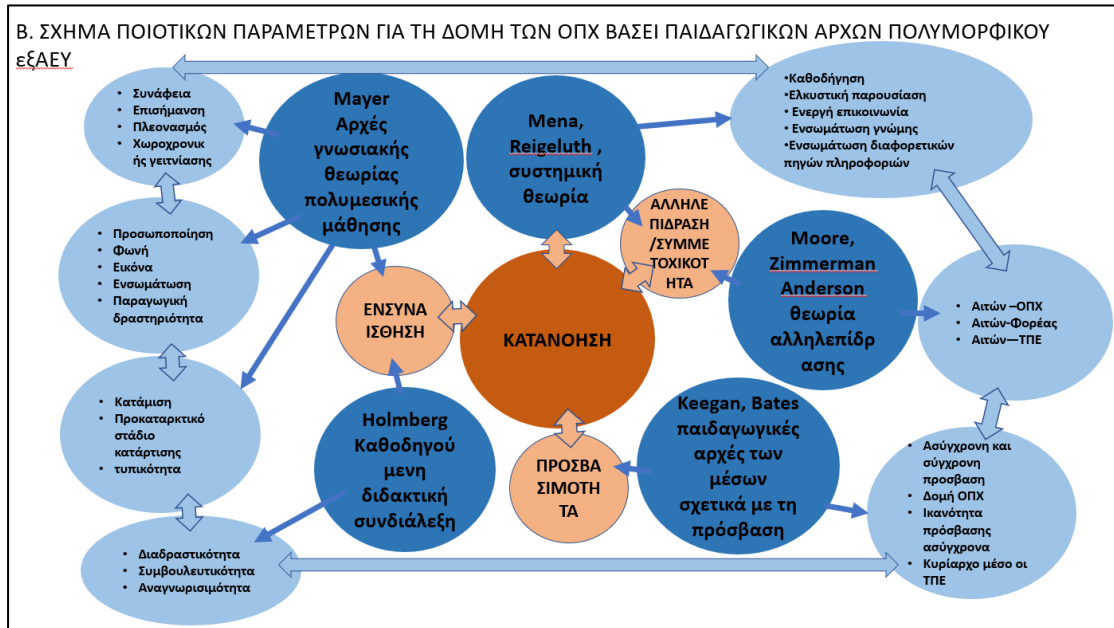 Β. ΣΧΗΜΑ ΠΟΙΟΤΙΚΩΝ ΠΑΡΑΜΕΤΡΩΝ ΓΙΑ ΤΗ ΔΟΜΗ ΤΩΝ ΟΠΧ ΒΑΣΕΙ ΠΑΙΔΑΓΩΓΙΚΩΝ ΑΡΧΩΝ ΠΟΛΥΜΟΡΦΙΚΟΥ
εξΑΕΥ
• Συνάφεια
• Επισήμανση
• Πλεονασμός
• Χωροχρονικ
ής γειτνίασης
Mayer
Αρχές
γνωσιακής
θεωρίας
πολυμεσικής
μάθησης
Mena,
Reigeluth ,
συστημική
θεωρία
•Καθοδήγηση
•Ελκυστική παρουσίαση
• Ενεργή επικοινωνία
• Ενσωμάτωση γνώμης
•Ενσωμάτωση διαφορετικών
πηγών πληροφοριών
• Προσωποποίηση
• Φωνή
• Εικόνα
• Ενσωμάτωση
• Παραγωγική
δραστηριότητα
ΕΝΣΥΝΑ
ΙΣΘΗΣΗ
ΚΑΤΑΝΟΗΣΗ
ΑΛΛΗΛΕ
ΠΙΔΡΑΣΗ
/ΣΥΜΜΕ
ΤΟΧΙΚΟΤ
ΗΤΑ
Moore,
Zimmerman
Anderson
θεωρία
αλληλεπίδρ
ασης
• Αιτών –ΟΠΧ
• Αιτών-Φορέας
• Αιτών—ΤΠΕ
• Κατάμιση
• Προκαταρκτικό
στάδιο
κατάρτισης
• τυπικότητα
Holmberg
Καθοδηγού
μενη
διδακτική
συνδιάλεξη
ΠΡΟΣΒΑ
ΣΙΜΟΤΗ
ΤΑ
Keegan, Bates
παιδαγωγικές
αρχές των
μέσων
σχετικά με τη
πρόσβαση
• Ασύγχρονη και
σύγχρονη
προσβαση
• Δομή ΟΠΧ
• Ικανότητα
πρόσβασης
ασύγχρονα
• Κυρίαρχο μέσο οι
ΤΠΕ
• Διαδραστικότητα
• Συμβουλευτικότητα
• Αναγνωρισιμότητα